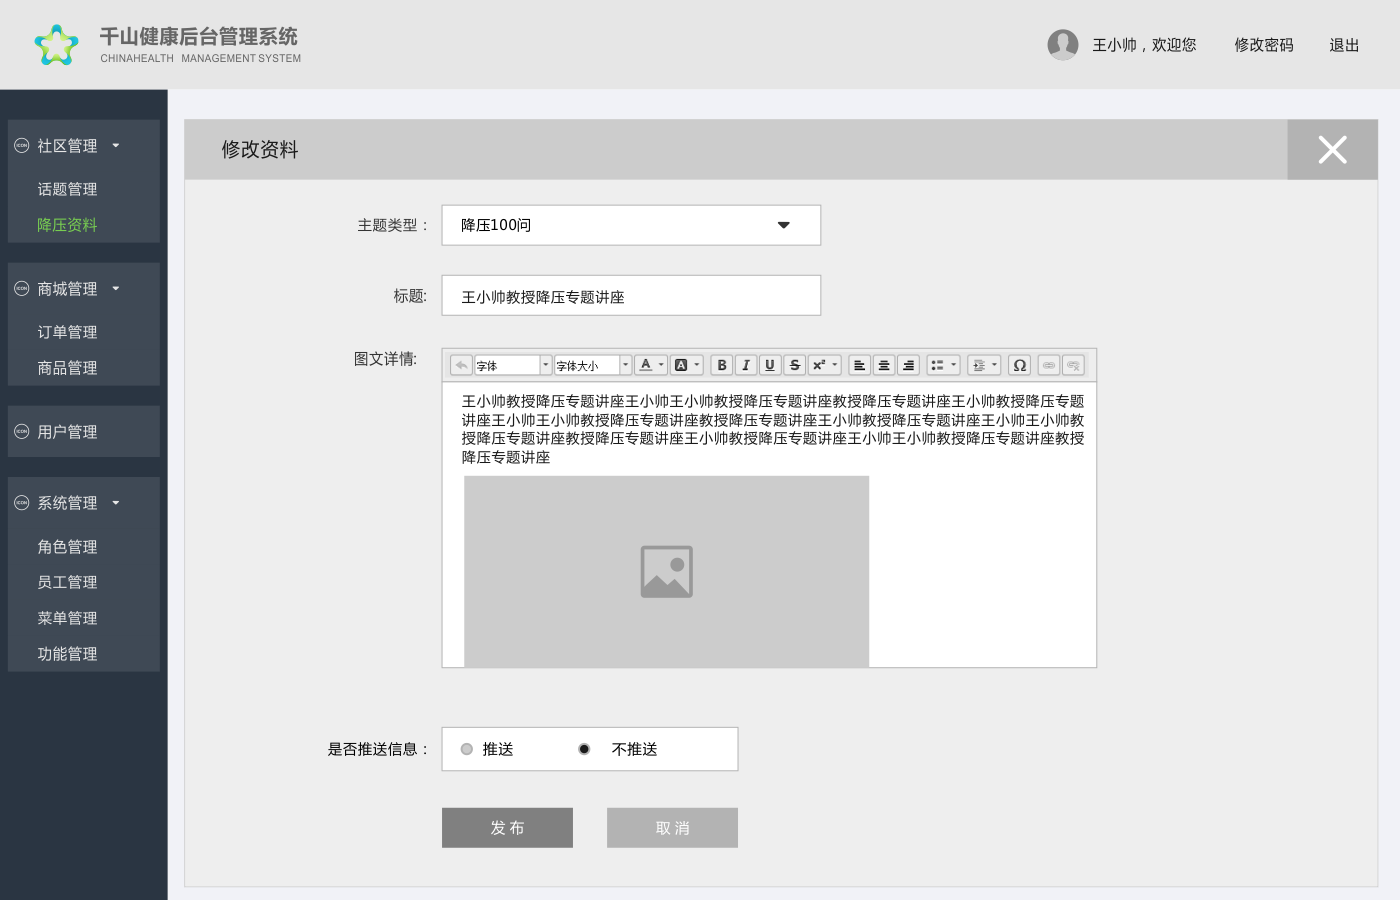 千山健康后台管理系统
CHINAHEALTH MANAGEMENT SYSTEM
王小帅，欢迎您 修改密码 退出
社区管理
话题管理
降压资料
商城管理
订单管理
商品管理
用户管理
系统管理
角色管理
员工管理
菜单管理
功能管理
修改资料
主题类型： 降压100问
标题: 王小帅教授降压专题讲座
图文详情:
字体 字体大小 A A B I U S x² Ω
王小帅教授降压专题讲座王小帅王小帅教授降压专题讲座教授降压专题讲座王小帅教授降压专题
讲座王小帅王小帅教授降压专题讲座教授降压专题讲座王小帅教授降压专题讲座王小帅王小帅教
授降压专题讲座教授降压专题讲座王小帅教授降压专题讲座王小帅王小帅教授降压专题讲座教授
降压专题讲座
是否推送信息： 推送 不推送
发布 取消